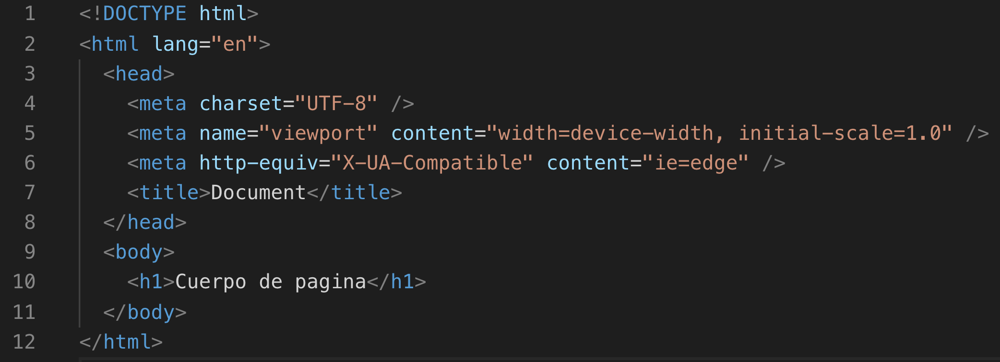 1 <!DOCTYPE html>
2 <html lang="en">
3 <head>
4 <meta charset="UTF-8" />
5 <meta name="viewport" content="width=device-width, initial-scale=1.0" />
6 <meta http-equiv="X-UA-Compatible" content="ie=edge" />
7 <title>Document</title>
8 </head>
9 <body>
10 <h1>Cuerpo de pagina</h1>
11 </body>
12 </html>